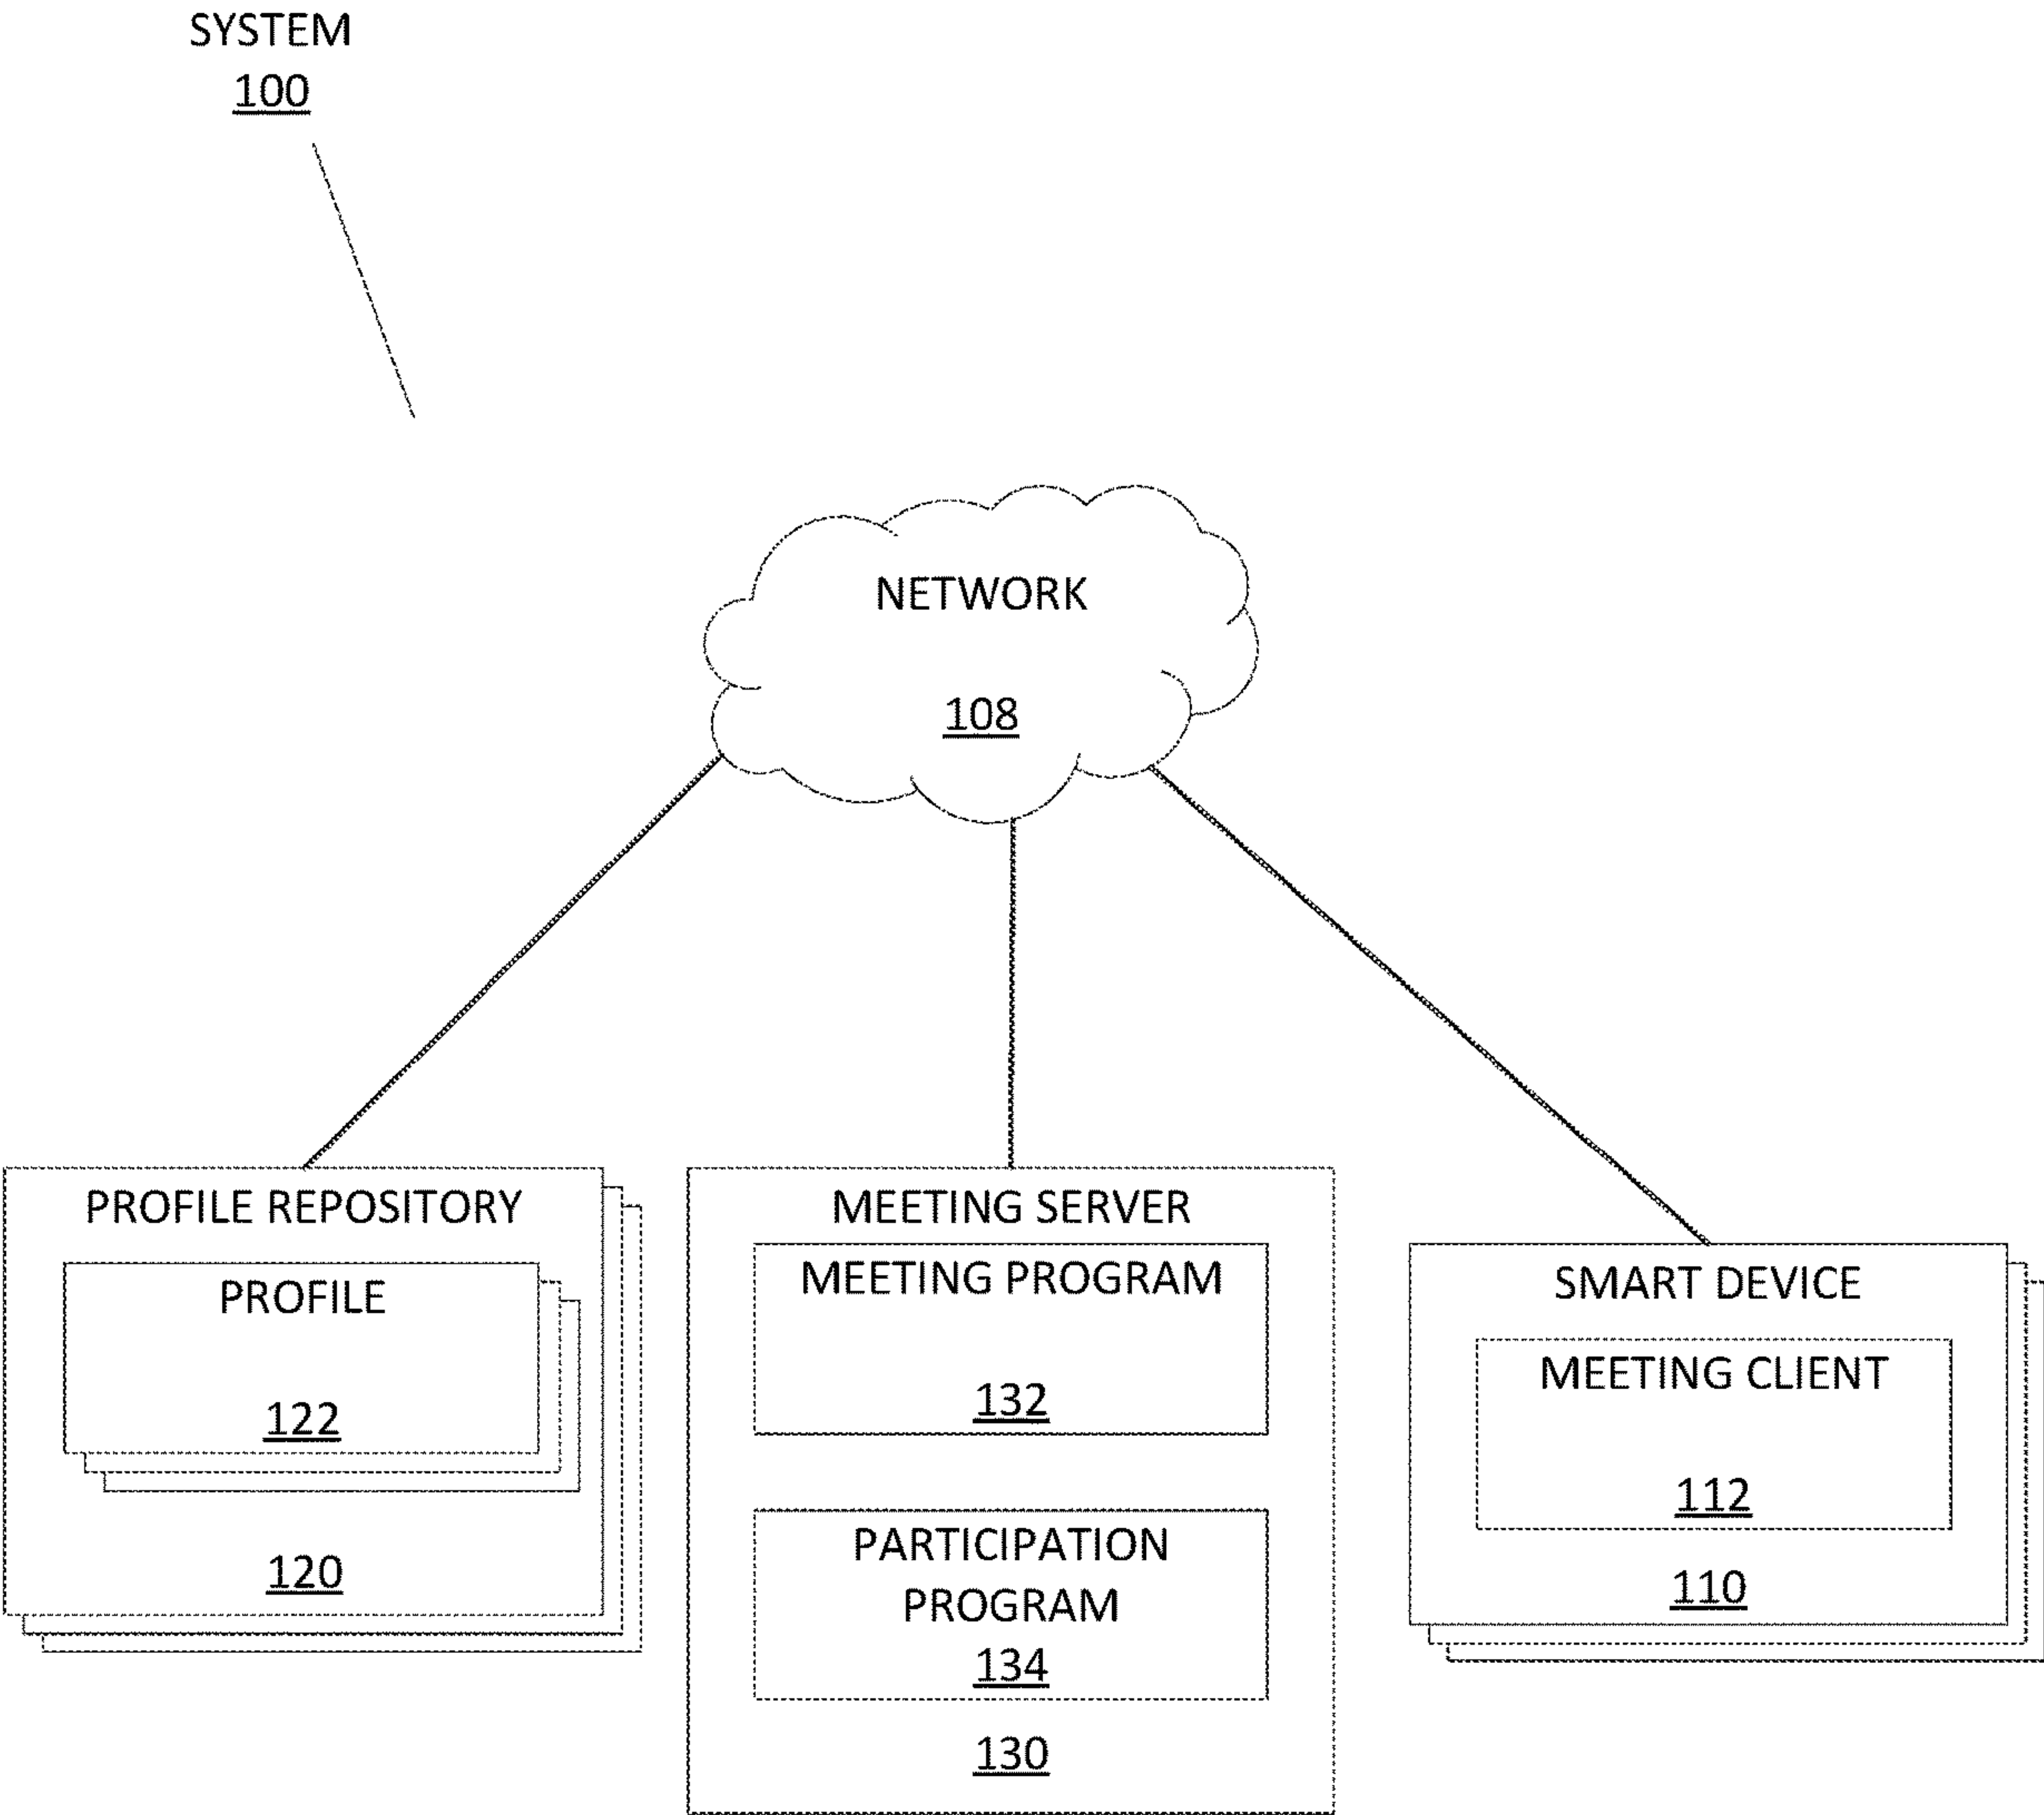 SYSTEM
100
NETWORK
108
PROFILE REPOSITORY
PROFILE
122
120
MEETING SERVER
MEETING PROGRAM
132
PARTICIPATION
PROGRAM
134
130
SMART DEVICE
MEETING CLIENT
112
110